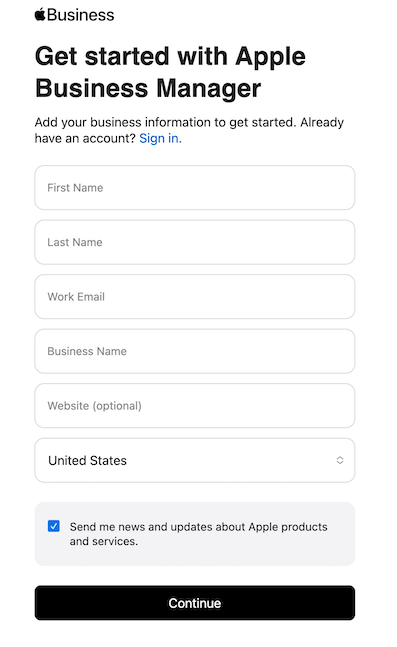 Business
Get started with Apple
Business Manager
Add your business information to get started. Already
have an account? Sign in.
First Name
Last Name
Work Email
Business Name
Website (optional)
United States
Send me news and updates about Apple products
and services.
Continue